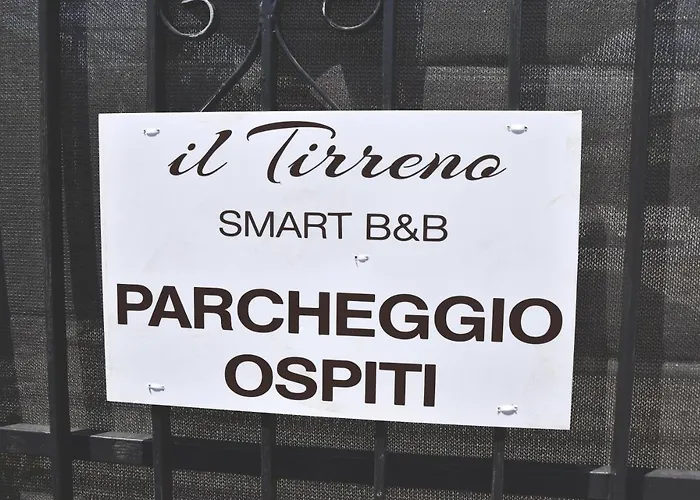 il Tirreno
SMART B&B
PARCHEGGIO
OSPITI